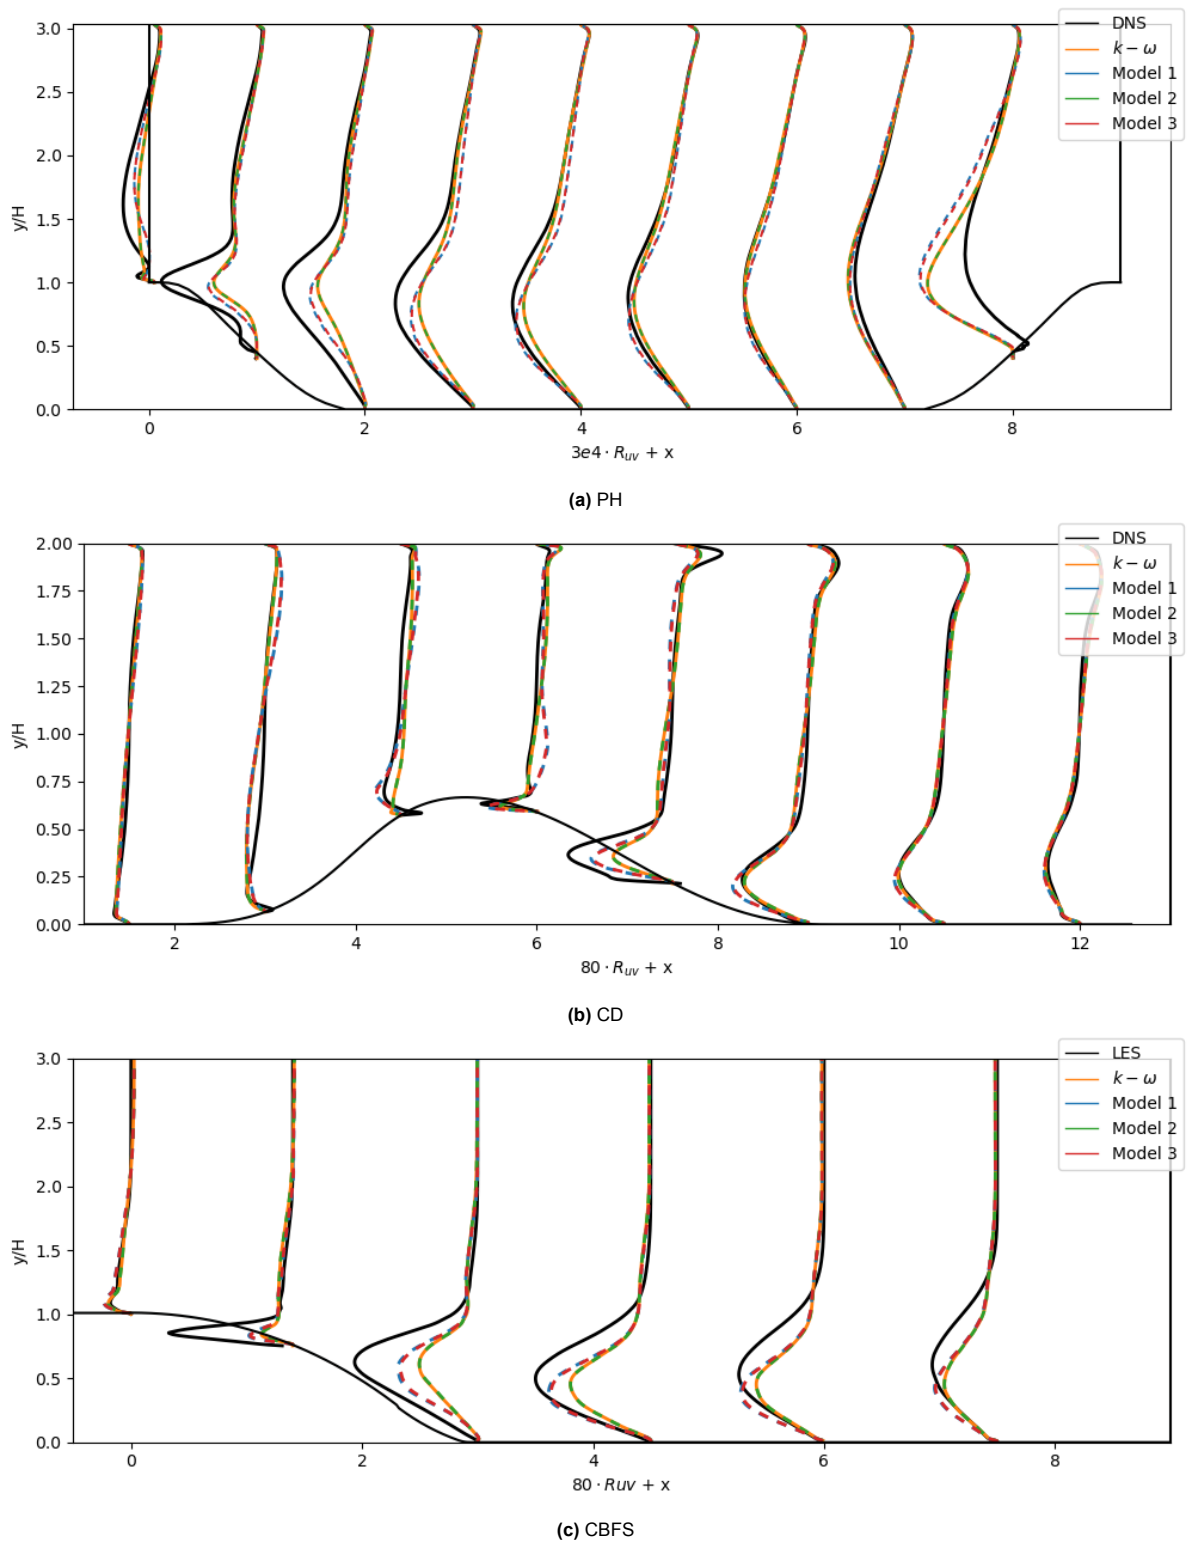 3.0
2.5
2.0
1.5
1.0
0.5
0.0
y/H
DNS
k − ω
Model 1
Model 2
Model 3
0 2 4 6 8
3e4 · Ruv + x
(a) PH
2.00
1.75
1.50
1.25
1.00
0.75
0.50
0.25
0.00
y/H
DNS
k − ω
Model 1
Model 2
Model 3
2 4 6 8 10 12
80 · Ruv + x
(b) CD
3.0
2.5
2.0
1.5
1.0
0.5
0.0
y/H
LES
k − ω
Model 1
Model 2
Model 3
0 2 4 6 8
80 · Ruv + x
(c) CBFS